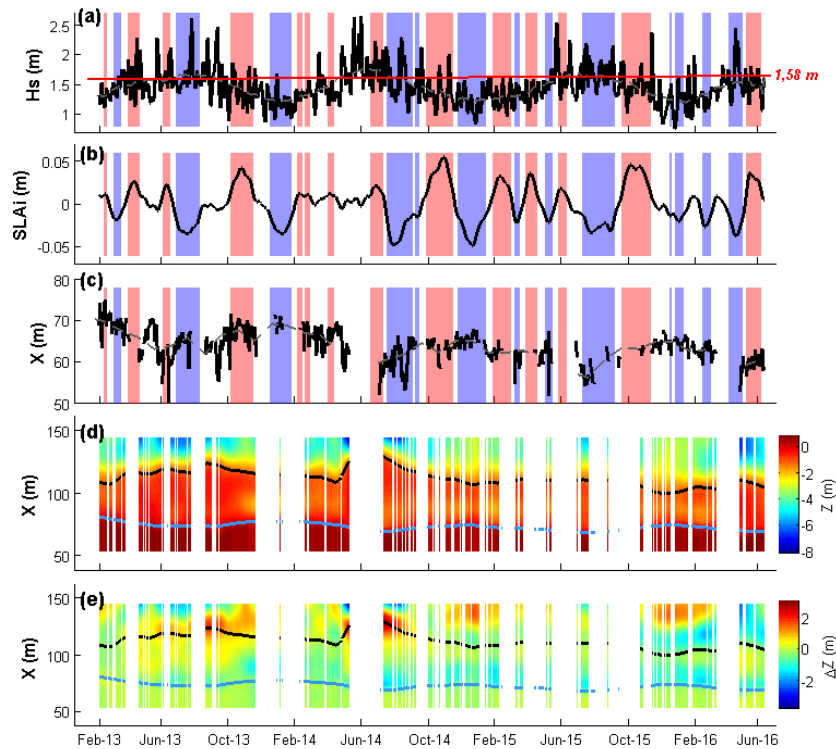 (a)
2.5
2
1.5
1
Hs (m)
1,58 m
(b)
0.05
0
-0.05
SLAi (m)
(c)
80
70
60
50
X (m)
(d)
150
100
50
X (m)
0
-2
-4
-6
-8
Z (m)
(e)
150
100
50
X (m)
2
0
-2
ΔZ (m)
Feb-13 Jun-13 Oct-13 Feb-14 Jun-14 Oct-14 Feb-15 Jun-15 Oct-15 Feb-16 Jun-16